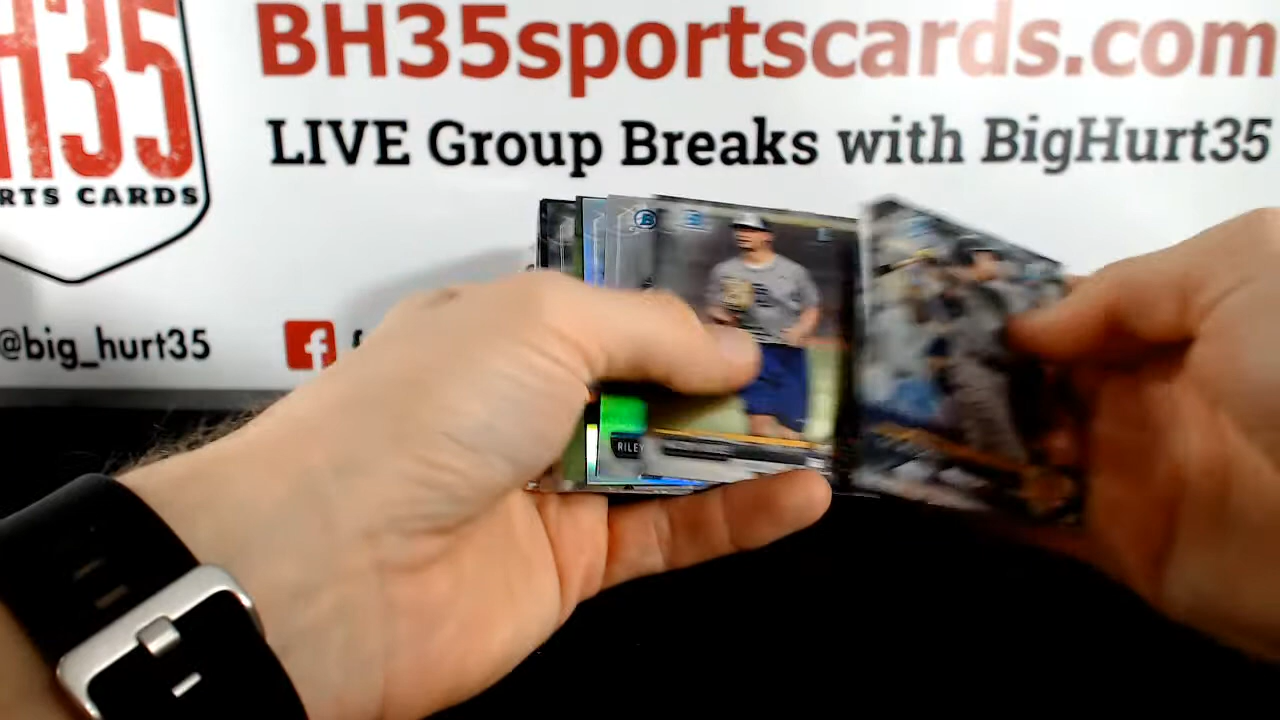 H35
RTS CARDS
BH35sportscards.com
LIVE Group Breaks with BigHurt35
@big_hurt35
f
RILEY